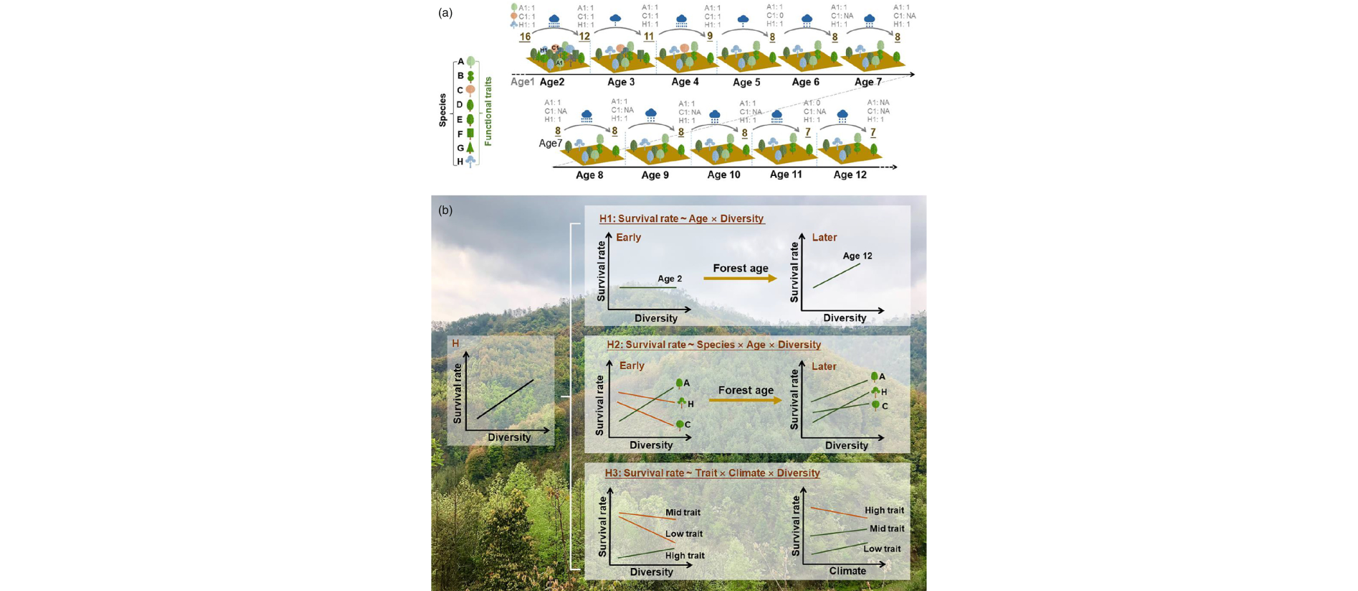 (a)
A1: 1
C1: 1
H1: 1
A1: 1
C1: 1
H1: 1
A1: 1
C1: 1
H1: 1
A1: 1
C1: 1
H1: 1
A1: 1
C1: 0
H1: 1
A1: 1
C1: NA
H1: 1
A1: 1
C1: NA
H1: 1
16 12 11 9 8 8 8
H1 C1
A1
Age1 Age2 Age 3 Age 4 Age 5 Age 6 Age 7
Species
A
B
C
D
E
F
G
H
Functional traits
A1: 1
C1: NA
H1: 1
A1: 1
C1: NA
H1: 1
A1: 1
C1: NA
H1: 1
A1: 1
C1: NA
H1: 1
A1: 0
C1: NA
H1: 1
A1: NA
C1: NA
H1: 1
8 8 8 8 7 7
Age7
Age 8 Age 9 Age 10 Age 11 Age 12
(b)
H
Survival rate
Diversity
H1: Survival rate ~ Age × Diversity
Early
Survival rate
Age 2
Diversity
Forest age
Later
Survival rate
Age 12
Diversity
H2: Survival rate ~ Species × Age × Diversity
Early
Survival rate
A
H
C
Diversity
Forest age
Later
Survival rate
A
H
C
Diversity
H3: Survival rate ~ Trait × Climate × Diversity
Survival rate
Mid trait
Low trait
High trait
Diversity
Survival rate
High trait
Mid trait
Low trait
Climate